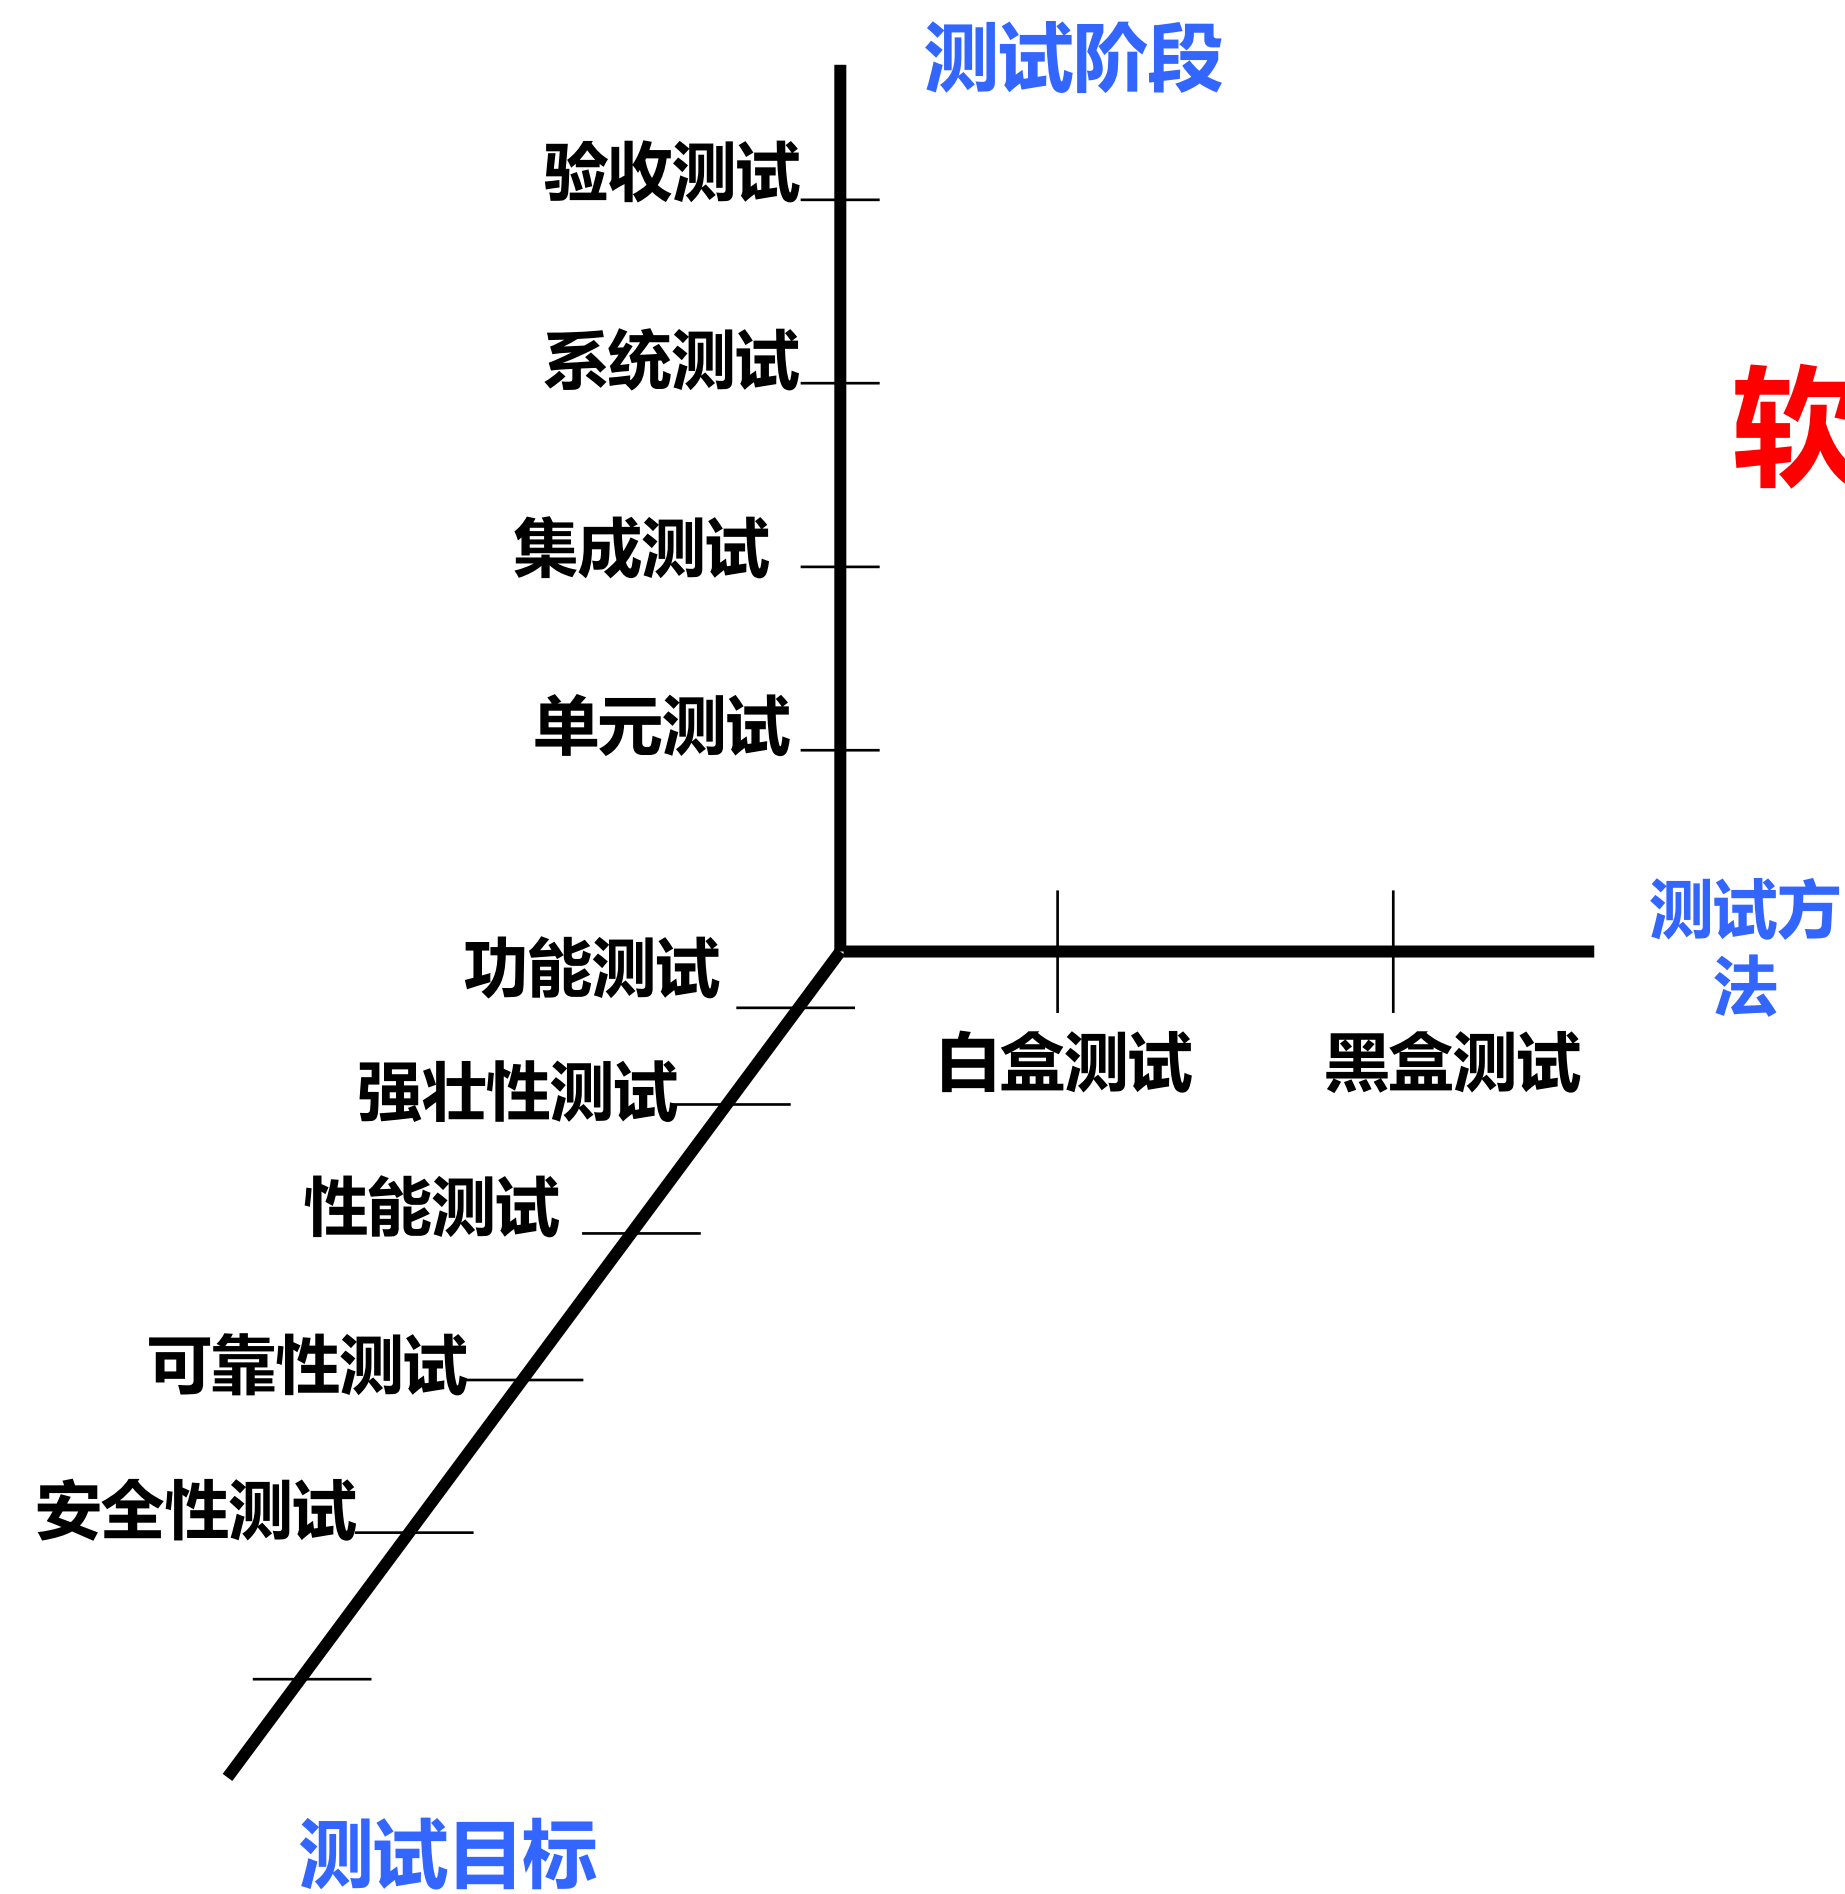 测试阶段
验收测试
系统测试
软
集成测试
单元测试
测试方
法
功能测试
白盒测试
黑盒测试
强壮性测试
性能测试
可靠性测试
安全性测试
测试目标